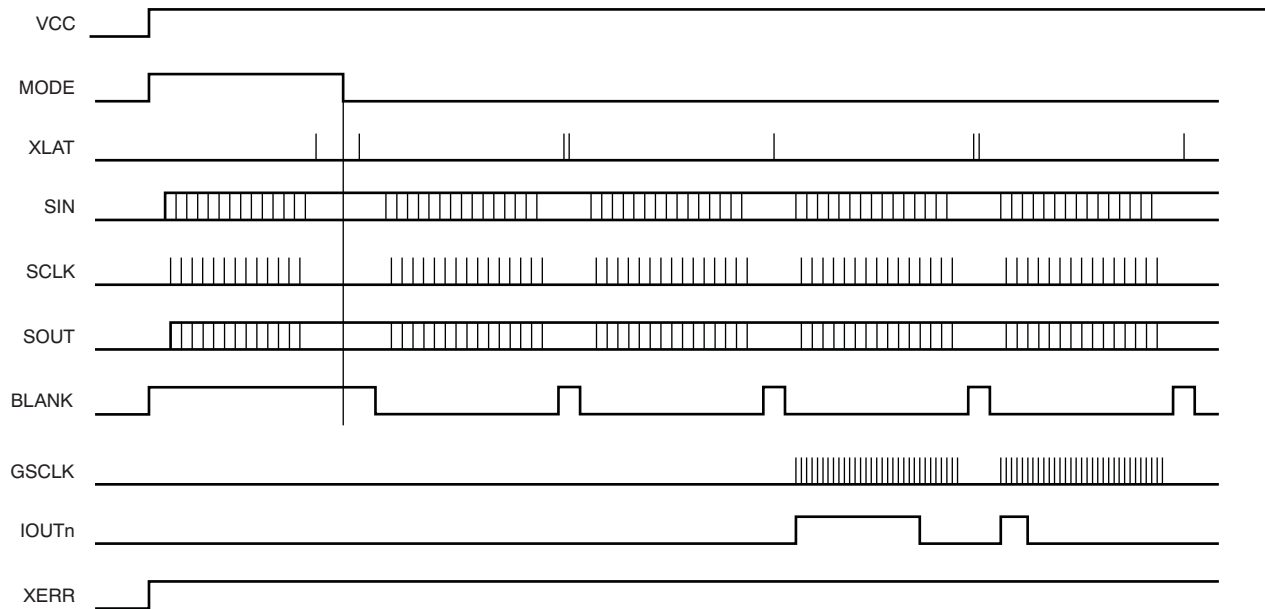 VCC
MODE
XLAT
SIN
SCLK
SOUT
BLANK
GSCLK
IOUTn
XERR